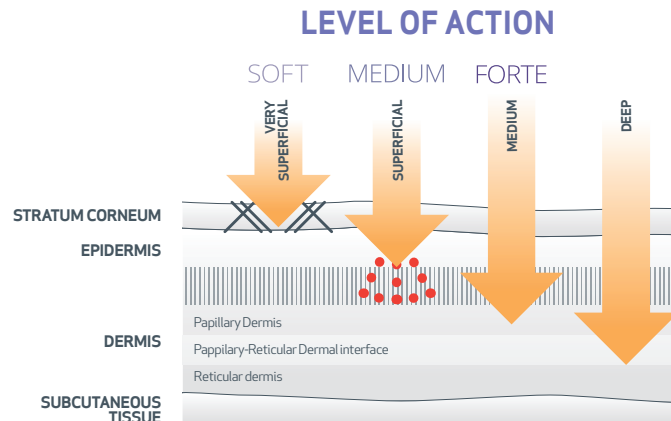 LEVEL OF ACTION
SOFT MEDIUM FORTE
VERY
SUPERFICIAL
SUPERFICIAL
MEDIUM
DEEP
STRATUM CORNEUM
EPIDERMIS
Papillary Dermis
DERMIS
Pappilary-Reticular Dermal interface
Reticular dermis
SUBCUTANEOUS
TISSUE